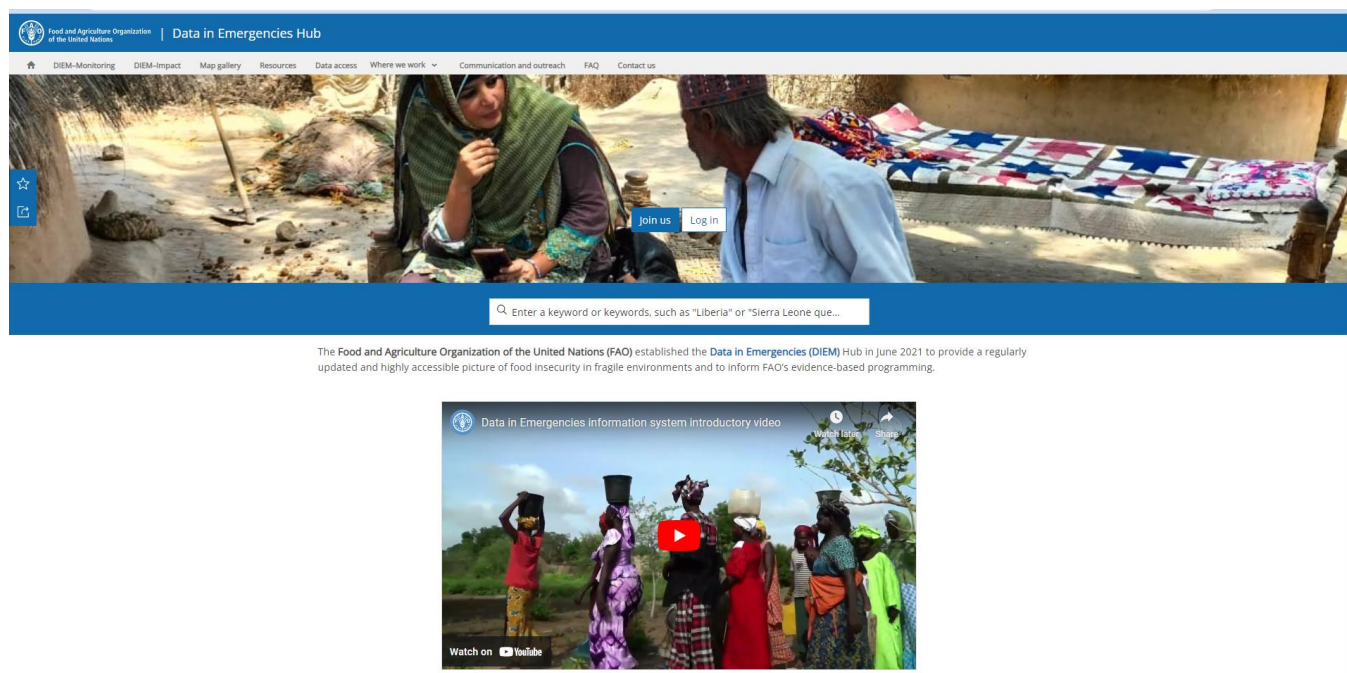 Food and Agriculture Organization
of the United Nations
Data in Emergencies Hub
DIEM–Monitoring DIEM–Impact Map gallery Resources Data access Where we work Communication and outreach FAQ Contact us
Join us Log in
Enter a keyword or keywords, such as "Liberia" or "Sierra Leone que...
The Food and Agriculture Organization of the United Nations (FAO) established the Data in Emergencies (DIEM) Hub in June 2021 to provide a regularly
updated and highly accessible picture of food insecurity in fragile environments and to inform FAO's evidence-based programming.
Data in Emergencies information system introductory video
Watch later Share
Watch on YouTube